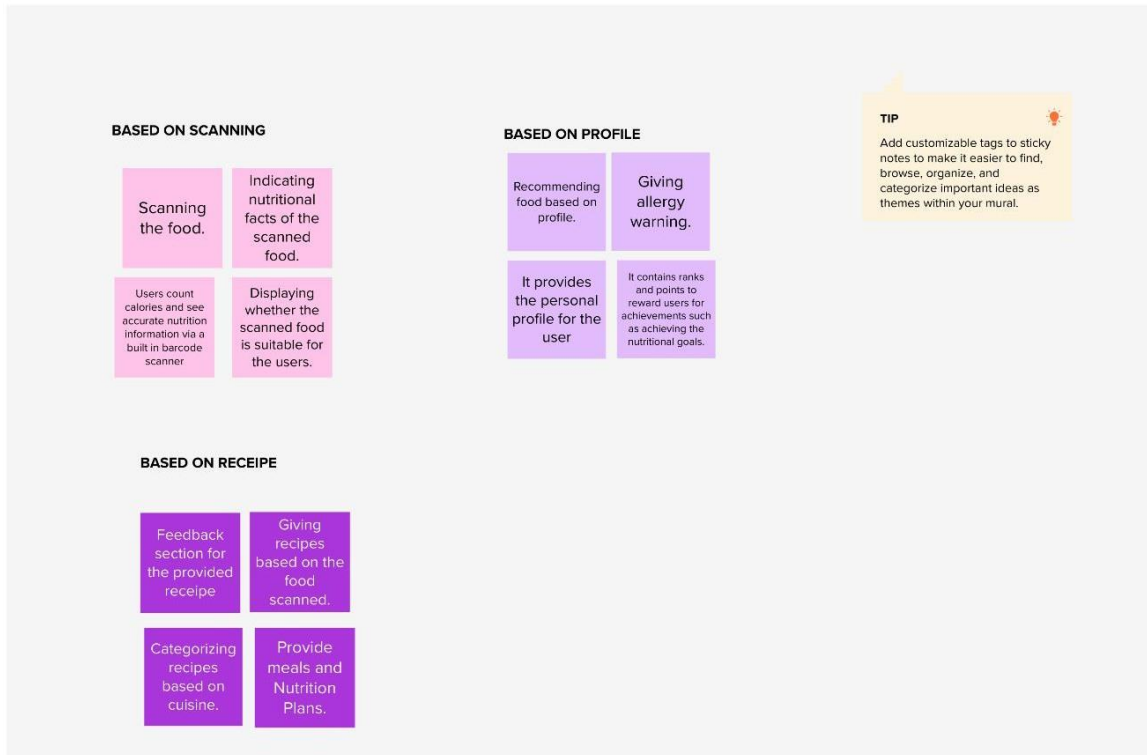 BASED ON SCANNING
Scanning
the food.
Indicating
nutritional
facts of the
scanned
food.
Users count
calories and see
accurate nutrition
information via a
built in barcode
scanner
Displaying
whether the
scanned food
is suitable for
the users.
BASED ON PROFILE
Recommending
food based on
profile.
Giving
allergy
warning.
It provides
the personal
profile for the
user
It contains ranks
and points to
reward users for
achievements such
as achieving the
nutritional goals.
TIP
Add customizable tags to sticky
notes to make it easier to find,
browse, organize, and
categorize important ideas as
themes within your mural.
BASED ON RECEIPE
Feedback
section for
the provided
receipe
Giving
recipes
based on the
food
scanned.
Categorizing
recipes
based on
cuisine.
Provide
meals and
Nutrition
Plans.